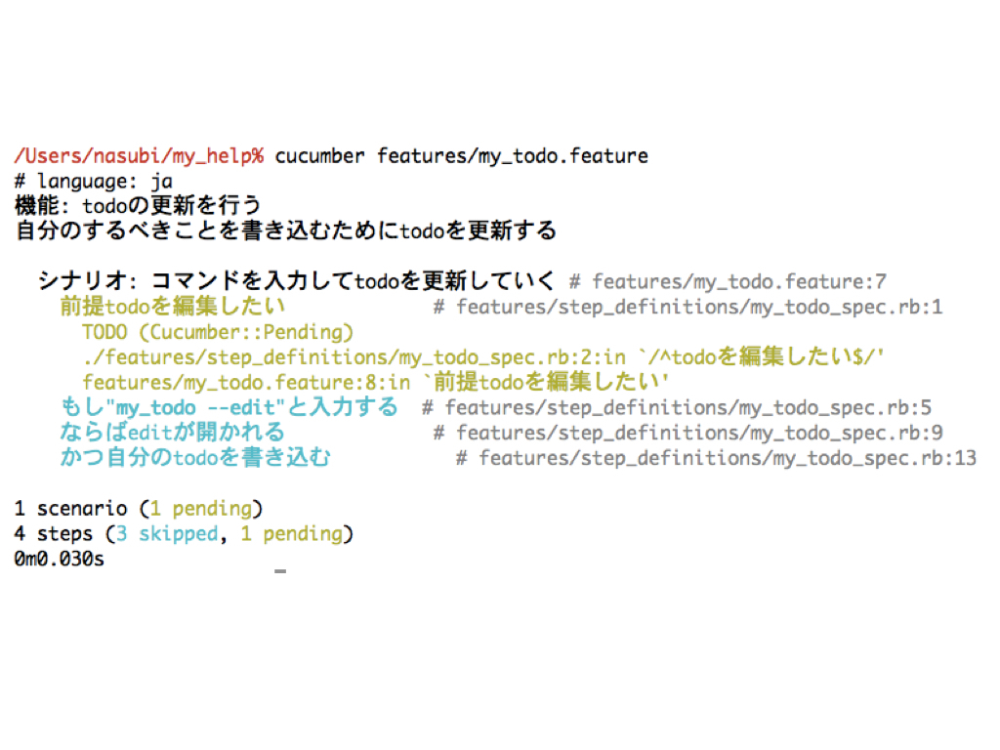 /Users/nasubi/my_help% cucumber features/my_todo.feature
# language: ja
機能: todoの更新を行う
自分のするべきことを書き込むためにtodoを更新する
シナリオ: コマンドを入力してtodoを更新していく # features/my_todo.feature:7
前提todoを編集したい # features/step_definitions/my_todo_spec.rb:1
TODO (Cucumber::Pending)
./features/step_definitions/my_todo_spec.rb:2:in `/^todoを編集したい$/'
features/my_todo.feature:8:in `前提todoを編集したい'
もし"my_todo --edit"と入力する # features/step_definitions/my_todo_spec.rb:5
ならばeditが開かれる # features/step_definitions/my_todo_spec.rb:9
かつ自分のtodoを書き込む # features/step_definitions/my_todo_spec.rb:13
1 scenario (1 pending)
4 steps (3 skipped, 1 pending)
0m0.030s